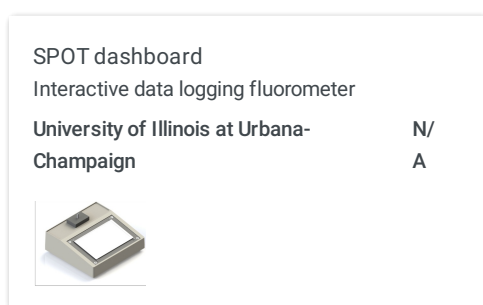 SPOT dashboard
Interactive data logging fluorometer
University of Illinois at Urbana- N/
Champaign A